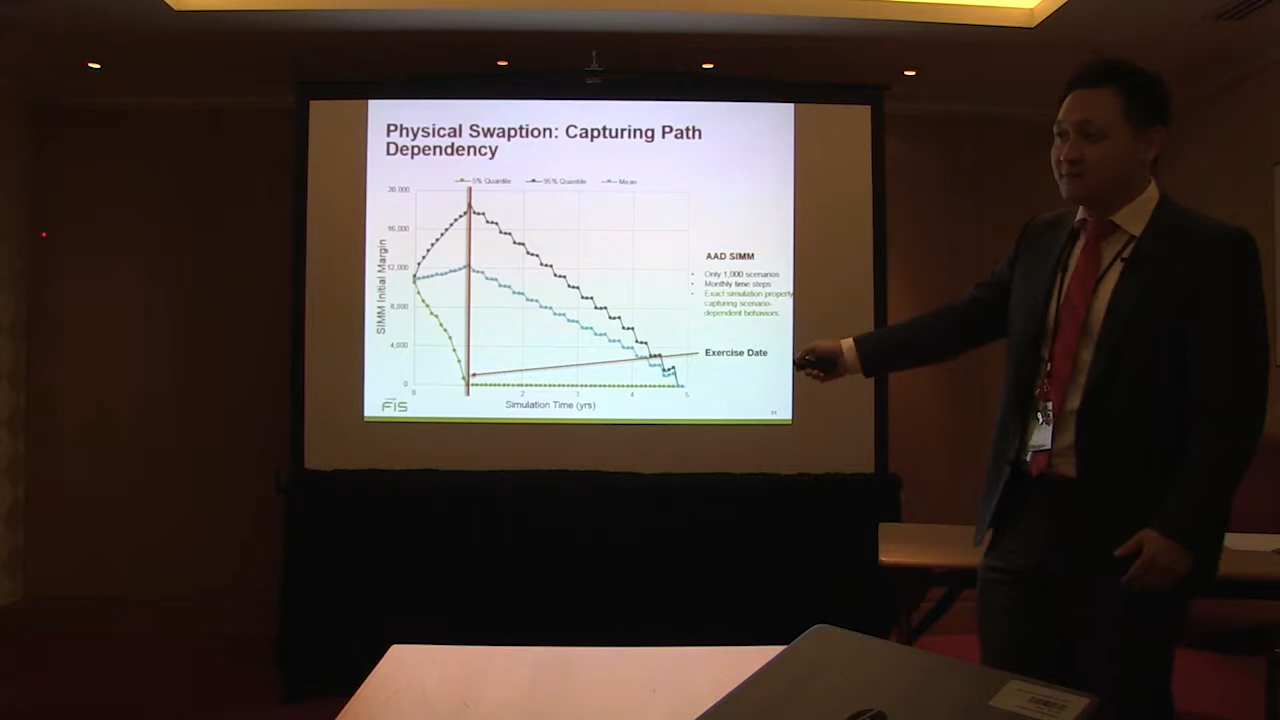 Physical Swaption: Capturing Path
Dependency
5% Quantile 95% Quantile Mean
20,000
16,000
12,000
8,000
4,000
0
SIMM Initial Margin
0 2 3 4 5
Simulation Time (yrs)
AAD SIMM
• Only 1,000 scenarios
• Monthly time steps
• Exact simulation properly
capturing scenario-
dependent behaviors.
Exercise Date
FIS